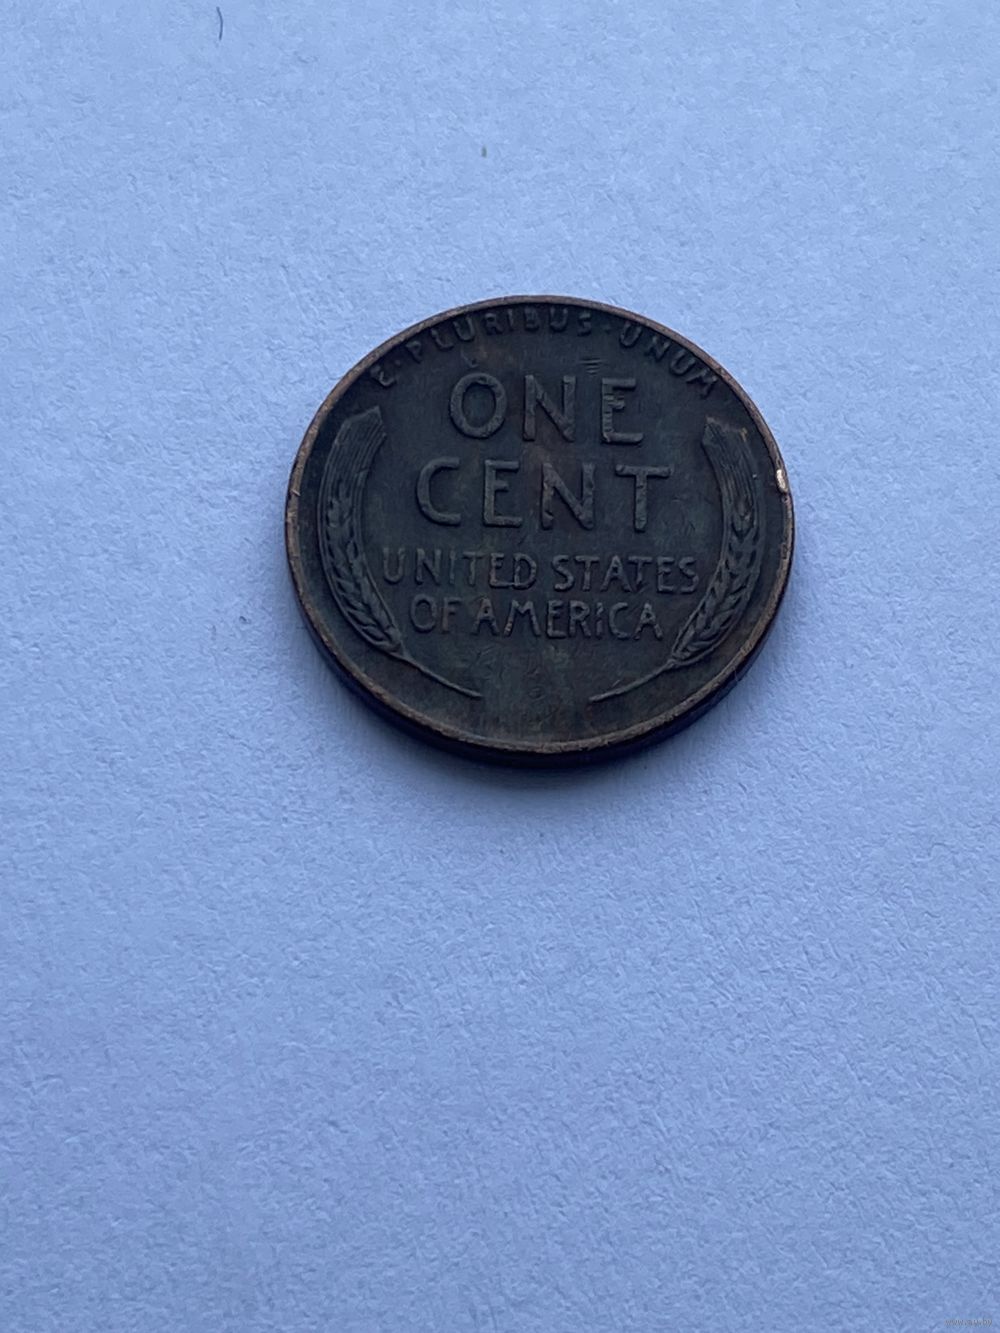 E·PLURIBUS·UNUM
ONE
CENT
UNITED STATES
OF AMERICA